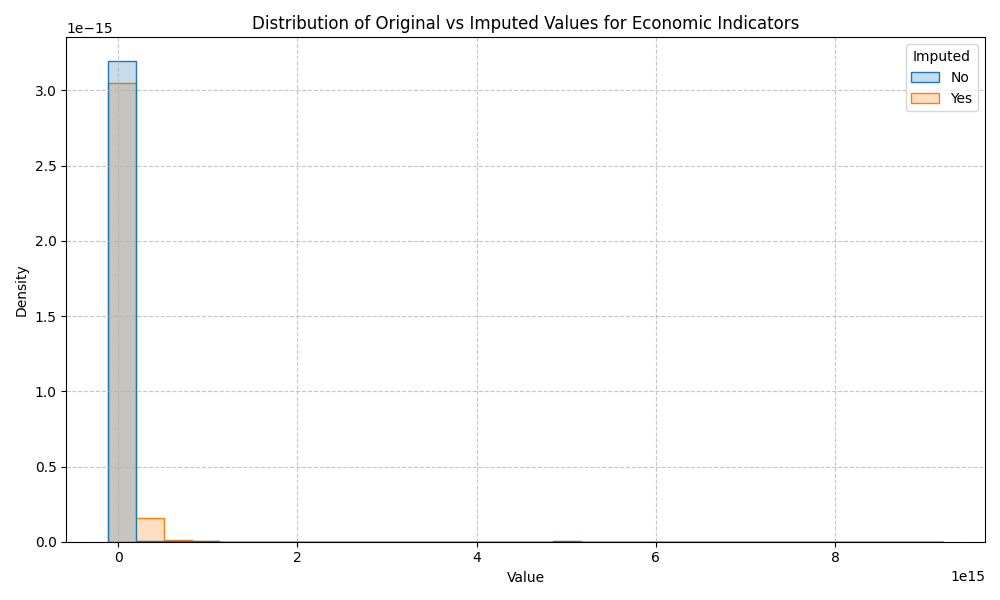 Distribution of Original vs Imputed Values for Economic Indicators
1e−15
Imputed
No
Yes
3.0
2.5
2.0
1.5
1.0
0.5
0.0
Density
0 2 4 6 8
1e15
Value